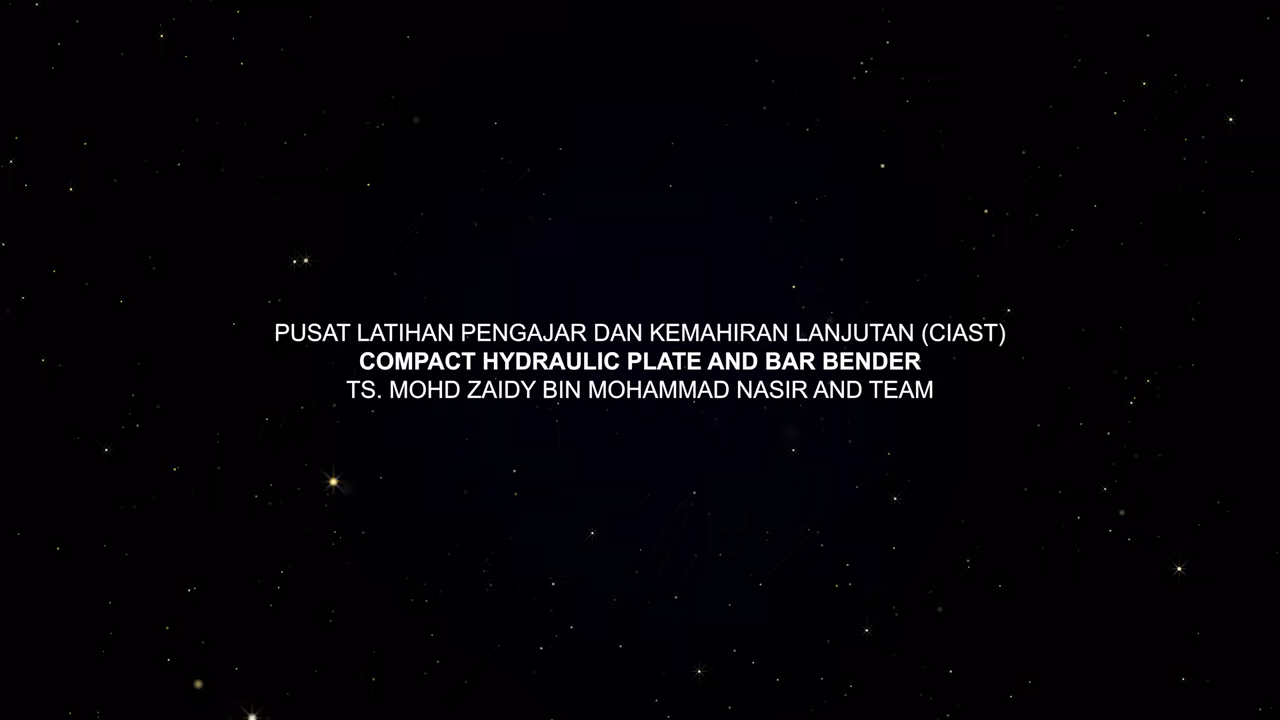 PUSAT LATIHAN PENGAJAR DAN KEMAHIRAN LANJUTAN (CIAST)
COMPACT HYDRAULIC PLATE AND BAR BENDER
TS. MOHD ZAIDY BIN MOHAMMAD NASIR AND TEAM